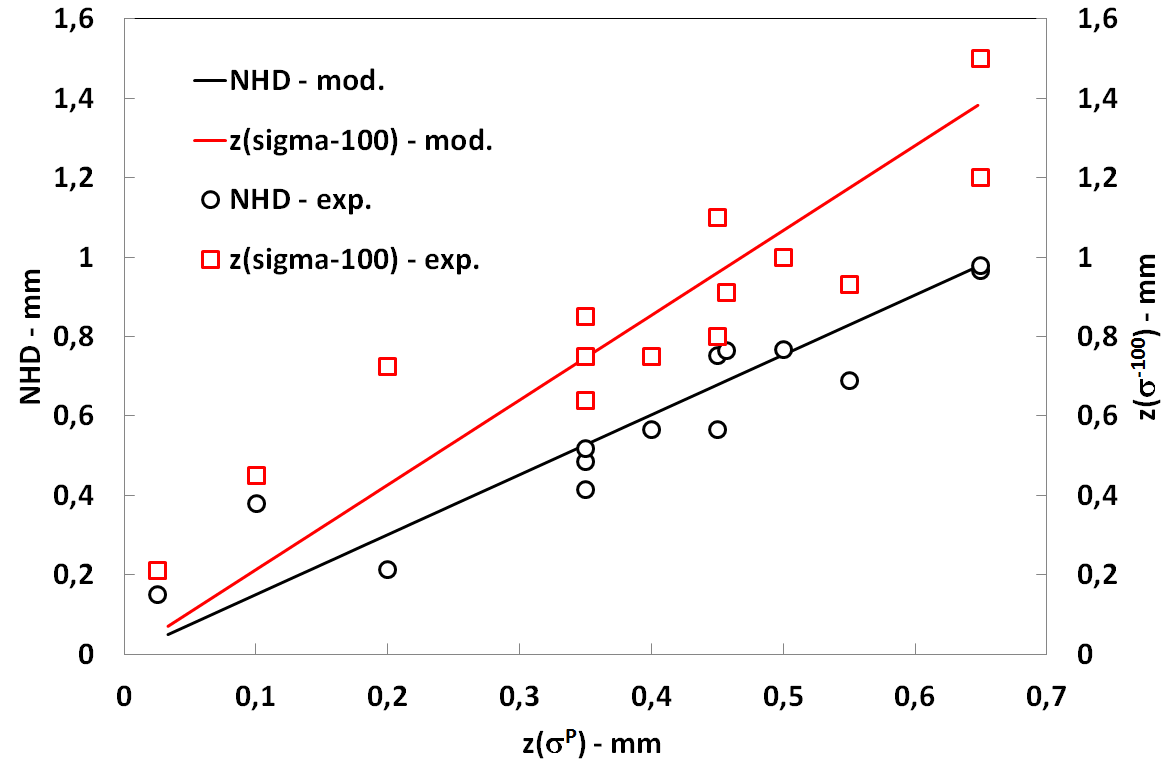 1,6
1,4
1,2
1
0,8
0,6
0,4
0,2
0
NHD - mm
NHD - mod.
z(sigma-100) - mod.
NHD - exp.
z(sigma-100) - exp.
1,6
1,4
1,2
1
0,8
0,6
0,4
0,2
0
z(σ⁻¹⁰⁰) - mm
0 0,1 0,2 0,3 0,4 0,5 0,6 0,7
z(σᴾ) - mm